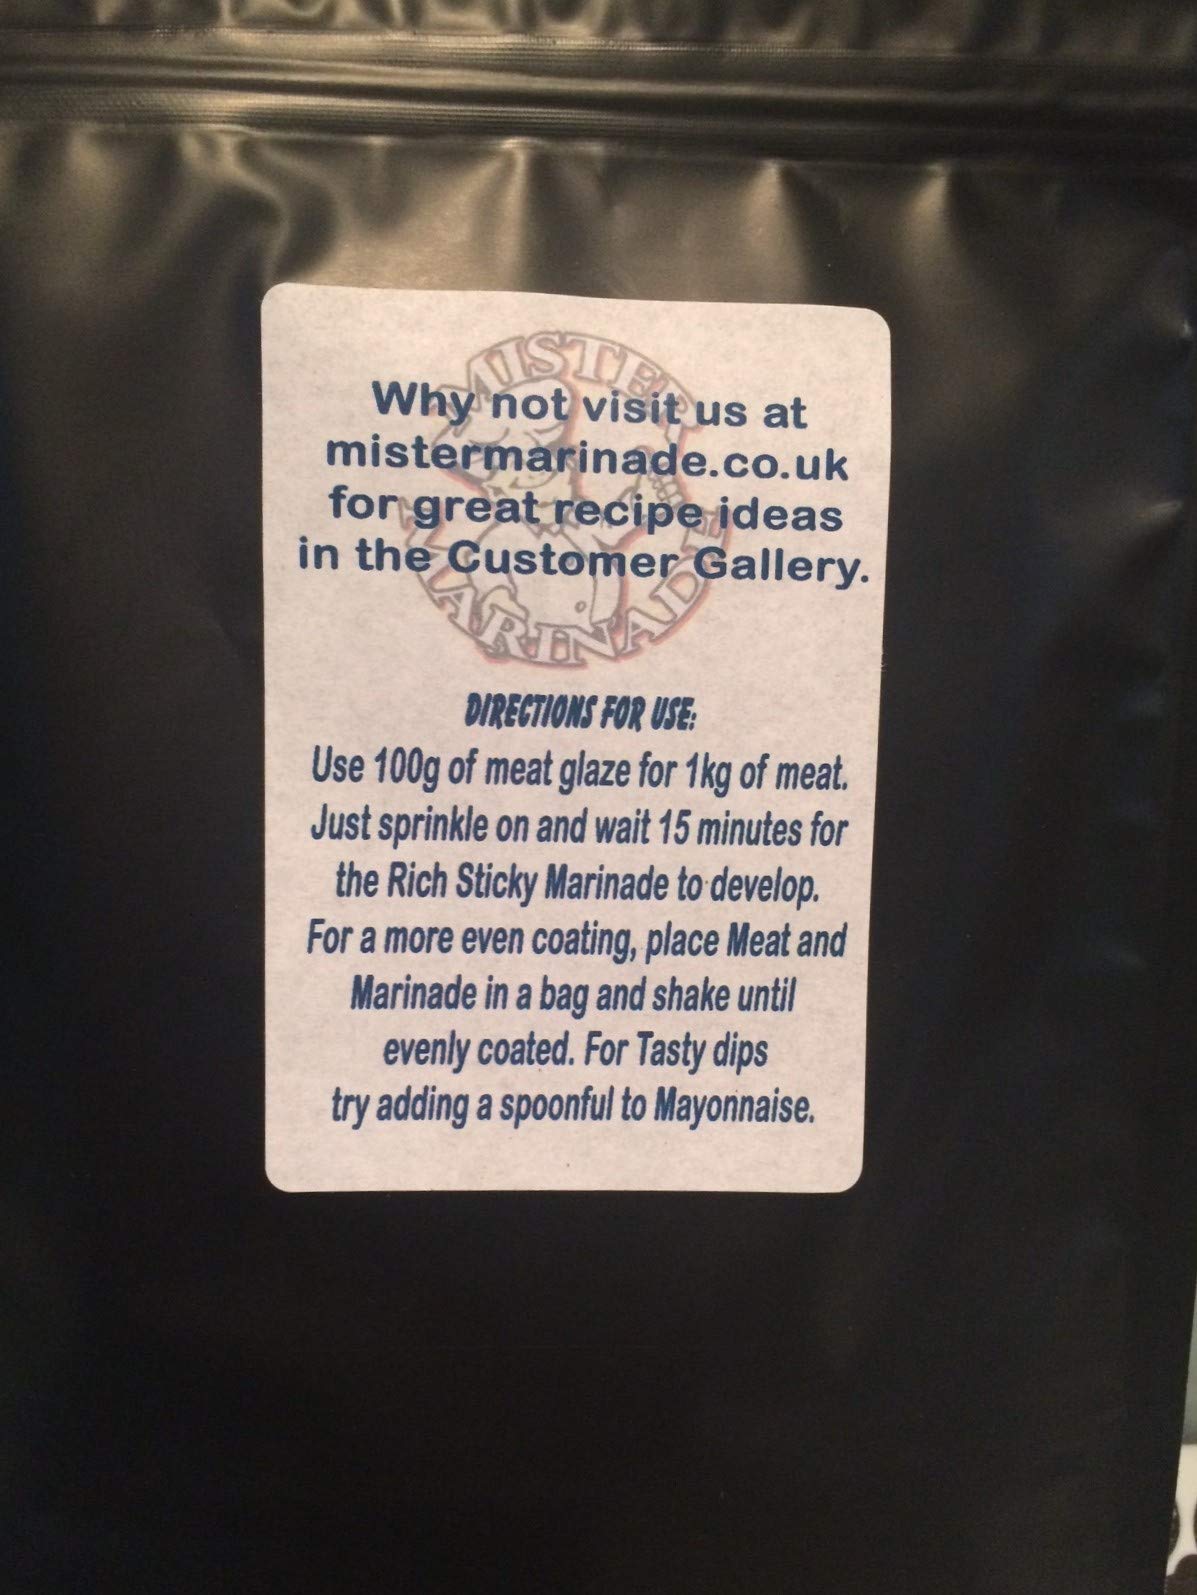 MISTER
MARINADE
Why not visit us at
mistermarinade.co.uk
for great recipe ideas
in the Customer Gallery.
DIRECTIONS FOR USE:
Use 100g of meat glaze for 1kg of meat.
Just sprinkle on and wait 15 minutes for
the Rich Sticky Marinade to develop.
For a more even coating, place Meat and
Marinade in a bag and shake until
evenly coated. For Tasty dips
try adding a spoonful to Mayonnaise.